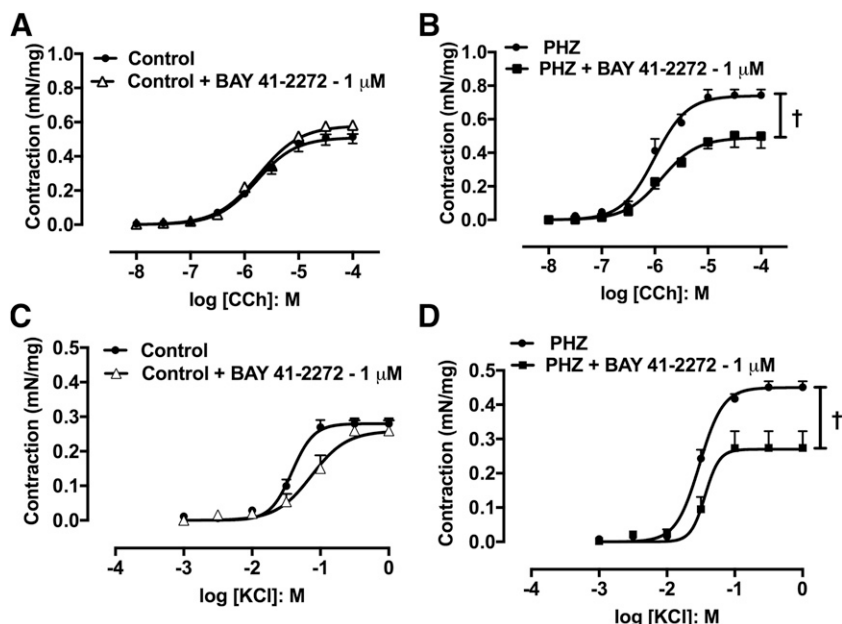 A
Control
Control + BAY 41-2272 - 1 μM
Contraction (mN/mg)
1.0
0.8
0.6
0.4
0.2
0.0
-8 -7 -6 -5 -4
log [CCh]: M
B
PHZ
PHZ + BAY 41-2272 - 1 μM
Contraction (mN/mg)
1.0
0.8
0.6
0.4
0.2
0.0
†
-8 -7 -6 -5 -4
log [CCh]: M
C
Control
Control + BAY 41-2272 - 1 μM
Contraction (mN/mg)
0.5
0.4
0.3
0.2
0.1
0.0
-4 -3 -2 -1 0
log [KCl]: M
D
PHZ
PHZ + BAY 41-2272 - 1 μM
Contraction (mN/mg)
0.5
0.4
0.3
0.2
0.1
0.0
†
-4 -3 -2 -1 0
log [KCl]: M